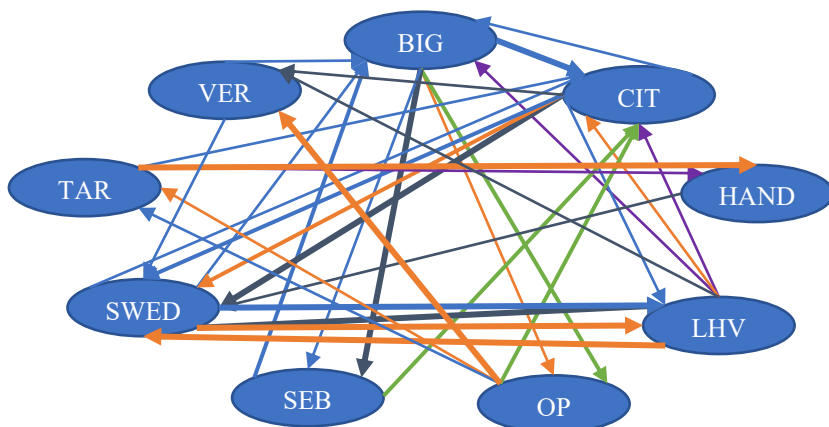 BIG
VER
CIT
TAR
HAND
SWED
LHV
SEB
OP